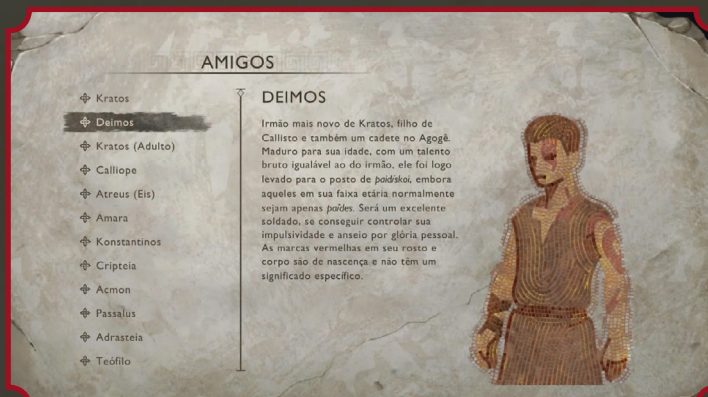 AMIGOS
Kratos
Deimos
Kratos (Adulto)
Calliope
Atreus (Eis)
Amara
Konstantinos
Cripteia
Acmon
Passalus
Adrasteia
Teófilo
DEIMOS
Irmão mais novo de Kratos, filho de
Callisto e também um cadete no Agogê.
Maduro para sua idade, com um talento
bruto igualável ao do irmão, ele foi logo
levado para o posto de paidískoi, embora
aqueles em sua faixa etária normalmente
sejam apenas paîdes. Será um excelente
soldado, se conseguir controlar sua
impulsividade e anseio por glória pessoal.
As marcas vermelhas em seu rosto e
corpo são de nascença e não têm um
significado específico.